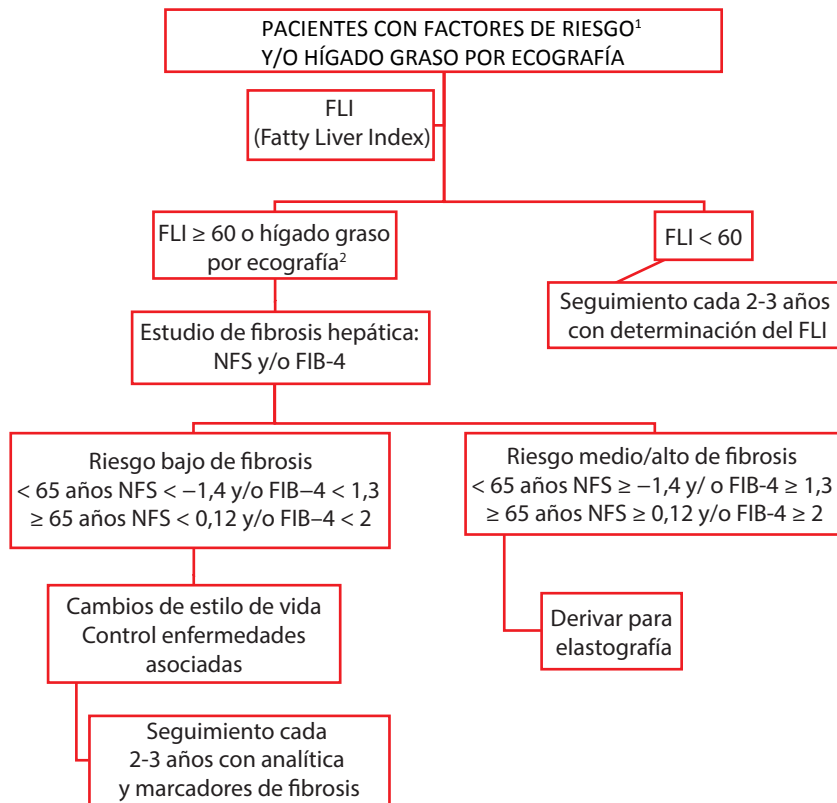 PACIENTES CON FACTORES DE RIESGO¹
Y/O HÍGADO GRASO POR ECOGRAFÍA
FLI
(Fatty Liver Index)
FLI ≥ 60 o hígado graso
por ecografía²
FLI < 60
Seguimiento cada 2-3 años
con determinación del FLI
Estudio de fibrosis hepática:
NFS y/o FIB-4
Riesgo bajo de fibrosis
< 65 años NFS < −1,4 y/o FIB–4 < 1,3
≥ 65 años NFS < 0,12 y/o FIB–4 < 2
Riesgo medio/alto de fibrosis
< 65 años NFS ≥ −1,4 y/ o FIB-4 ≥ 1,3
≥ 65 años NFS ≥ 0,12 y/o FIB-4 ≥ 2
Cambios de estilo de vida
Control enfermedades
asociadas
Derivar para
elastografía
Seguimiento cada
2-3 años con analítica
y marcadores de fibrosis